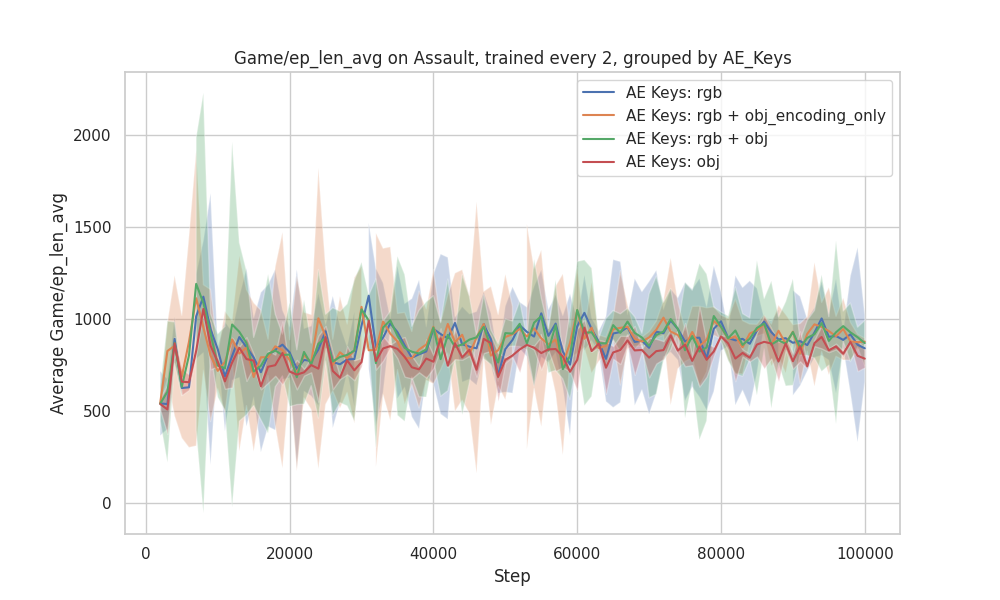 Game/ep_len_avg on Assault, trained every 2, grouped by AE_Keys
AE Keys: rgb
AE Keys: rgb + obj_encoding_only
AE Keys: rgb + obj
AE Keys: obj
Average Game/ep_len_avg
2000
1500
1000
500
0
0 20000 40000 60000 80000 100000
Step